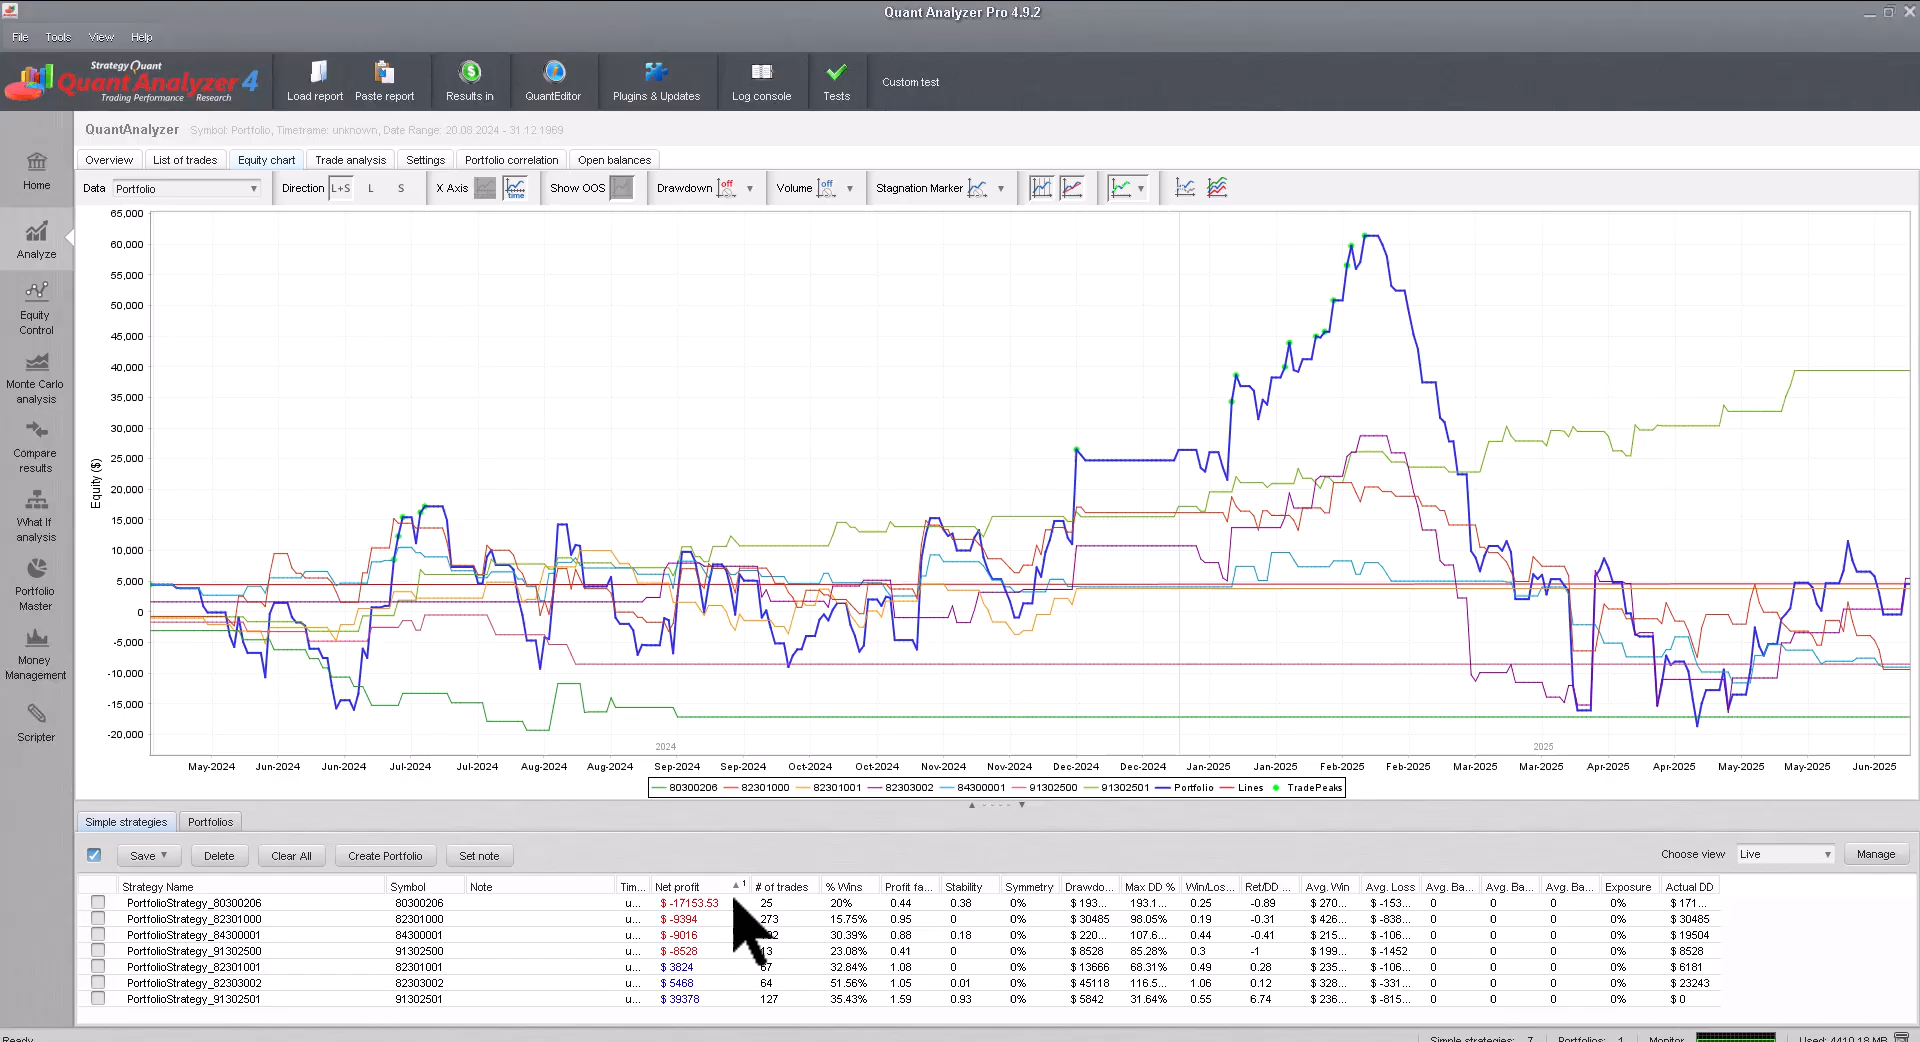 Quant Analyzer Pro 4.9.2
File Tools View Help
Strategy Quant
Quant Analyzer 4
Trading Performance - Research
Load report Paste report Results in QuantEditor Plugins & Updates Log console Tests Custom test
QuantAnalyzer Symbol: Portfolio, Timeframe: unknown, Date Range: 20.08.2024 - 31.12.1969
Overview List of trades Equity chart Trade analysis Settings Portfolio correlation Open balances
Data Portfolio Direction L+S L S X Axis time Show OOS Drawdown off Volume off Stagnation Marker
Home
Analyze
Equity
Control
Monte Carlo
analysis
Compare
results
What If
analysis
Portfolio
Master
Money
Management
Scripter
Equity ($)
65,000
60,000
55,000
50,000
45,000
40,000
35,000
30,000
25,000
20,000
15,000
10,000
5,000
0
-5,000
-10,000
-15,000
-20,000
2024 2025
May-2024 Jun-2024 Jun-2024 Jul-2024 Jul-2024 Aug-2024 Aug-2024 Sep-2024 Sep-2024 Oct-2024 Oct-2024 Nov-2024 Nov-2024 Dec-2024 Dec-2024 Jan-2025 Jan-2025 Feb-2025 Feb-2025 Mar-2025 Mar-2025 Apr-2025 Apr-2025 May-2025 May-2025 Jun-2025
80300206 82301000 82301001 82303002 84300001 91302500 91302501 Portfolio Lines TradePeaks
Simple strategies Portfolios
Save Delete Clear All Create Portfolio Set note Choose view Live Manage
Strategy Name Symbol Note Tim... Net profit 1 # of trades % Wins Profit fa... Stability Symmetry Drawdo... Max DD % Win/Los... Ret/DD ... Avg. Win Avg. Loss Avg. Ba... Avg. Ba... Avg. Ba... Exposure Actual DD
PortfolioStrategy_80300206 80300206 u... $ -17153.53 25 20% 0.44 0.38 0% $ 193... 193.1... 0.25 -0.89 $ 270... $ -153... 0 0 0 0% $ 171...
PortfolioStrategy_82301000 82301000 u... $ -9394 273 15.75% 0.95 0 0% $ 30485 98.05% 0.19 -0.31 $ 426... $ -838... 0 0 0 0% $ 30485
PortfolioStrategy_84300001 84300001 u... $ -9016 30.39% 0.88 0.18 0% $ 220... 107.6... 0.44 -0.41 $ 215... $ -106... 0 0 0 0% $ 19504
PortfolioStrategy_91302500 91302500 u... $ -8528 13 23.08% 0.41 0 0% $ 8528 85.28% 0.3 -1 $ 199... $ -1452 0 0 0 0% $ 8528
PortfolioStrategy_82301001 82301001 u... $ 3824 67 32.84% 1.08 0 0% $ 13666 68.31% 0.49 0.28 $ 235... $ -106... 0 0 0 0% $ 6181
PortfolioStrategy_82303002 82303002 u... $ 5468 64 51.56% 1.05 0.01 0% $ 45118 116.5... 1.06 0.12 $ 328... $ -331... 0 0 0 0% $ 23243
PortfolioStrategy_91302501 91302501 u... $ 39378 127 35.43% 1.59 0.93 0% $ 5842 31.64% 0.55 6.74 $ 236... $ -815... 0 0 0 0% $ 0
Ready Simple strategies: 7 Portfolios: 1 Monitor Used: 4410.18 MB